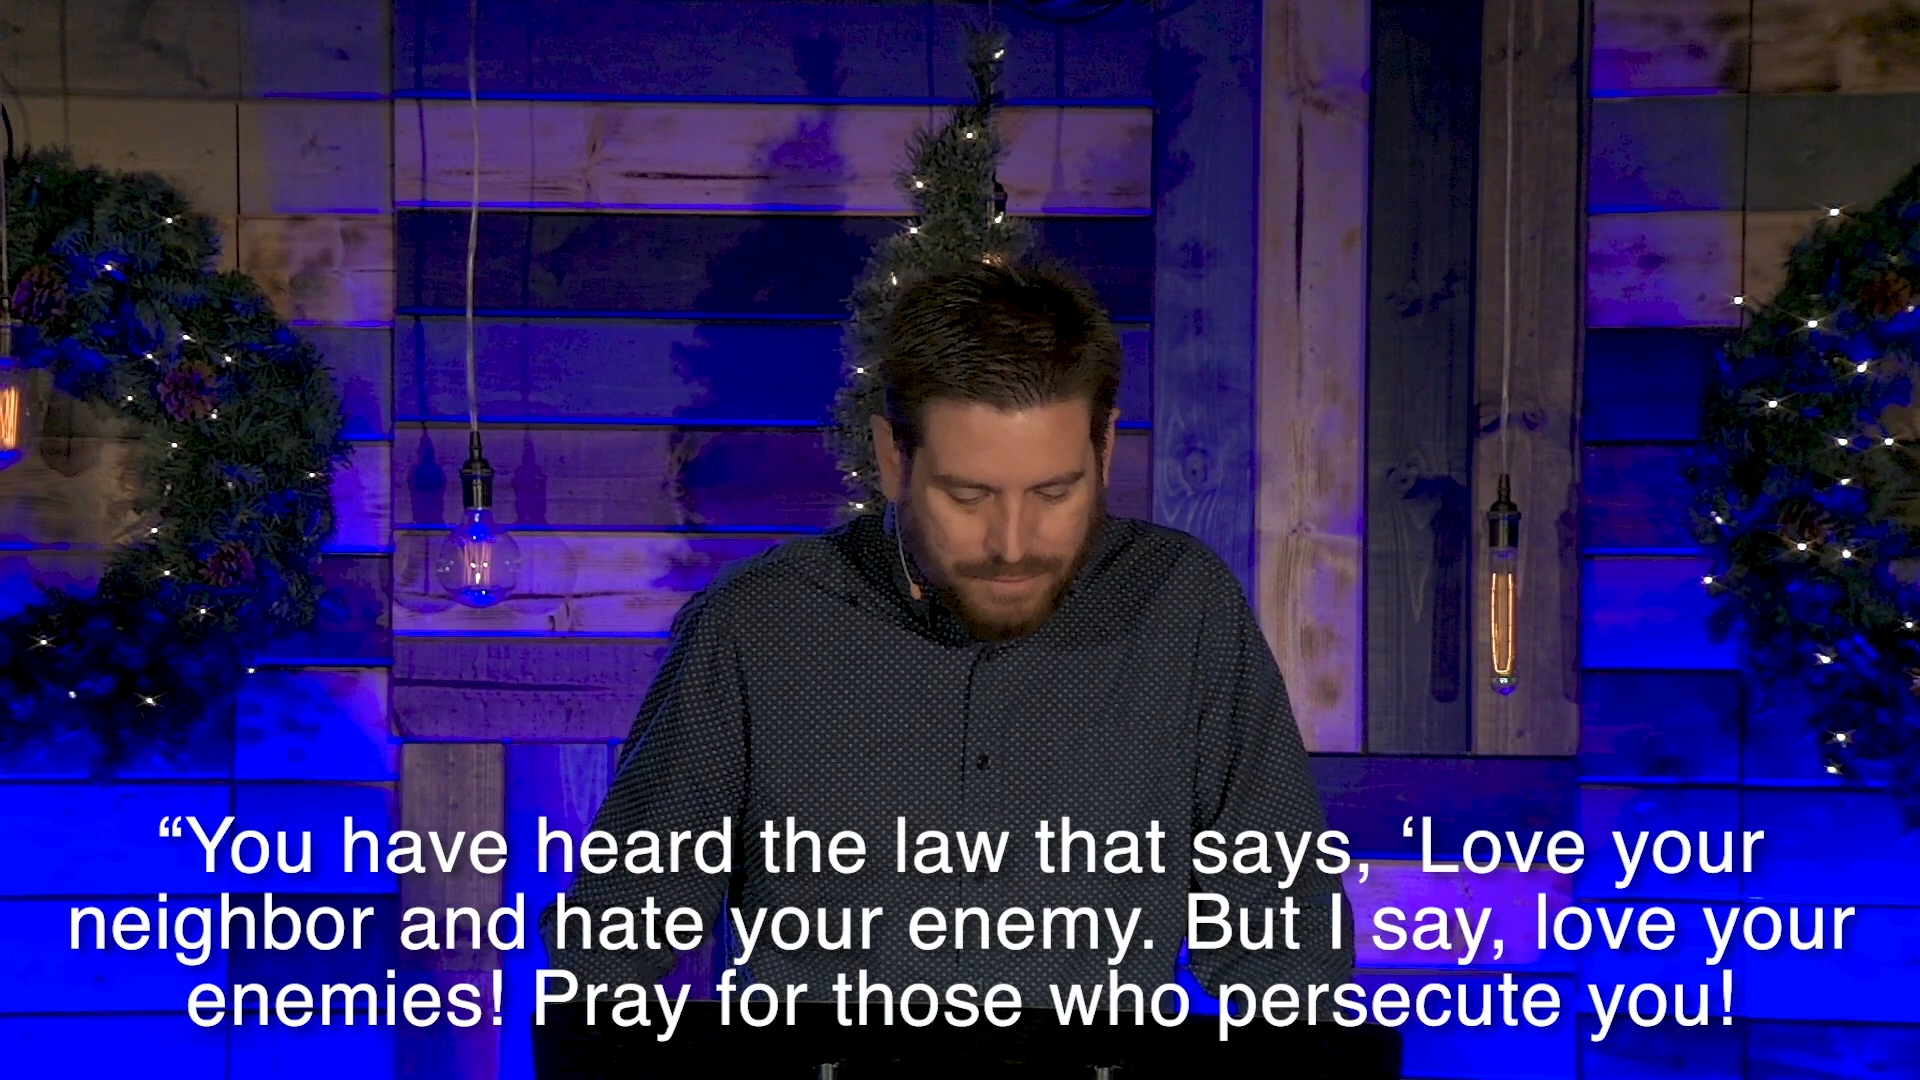 “You have heard the law that says, ‘Love your
neighbor and hate your enemy. But I say, love your
enemies! Pray for those who persecute you!